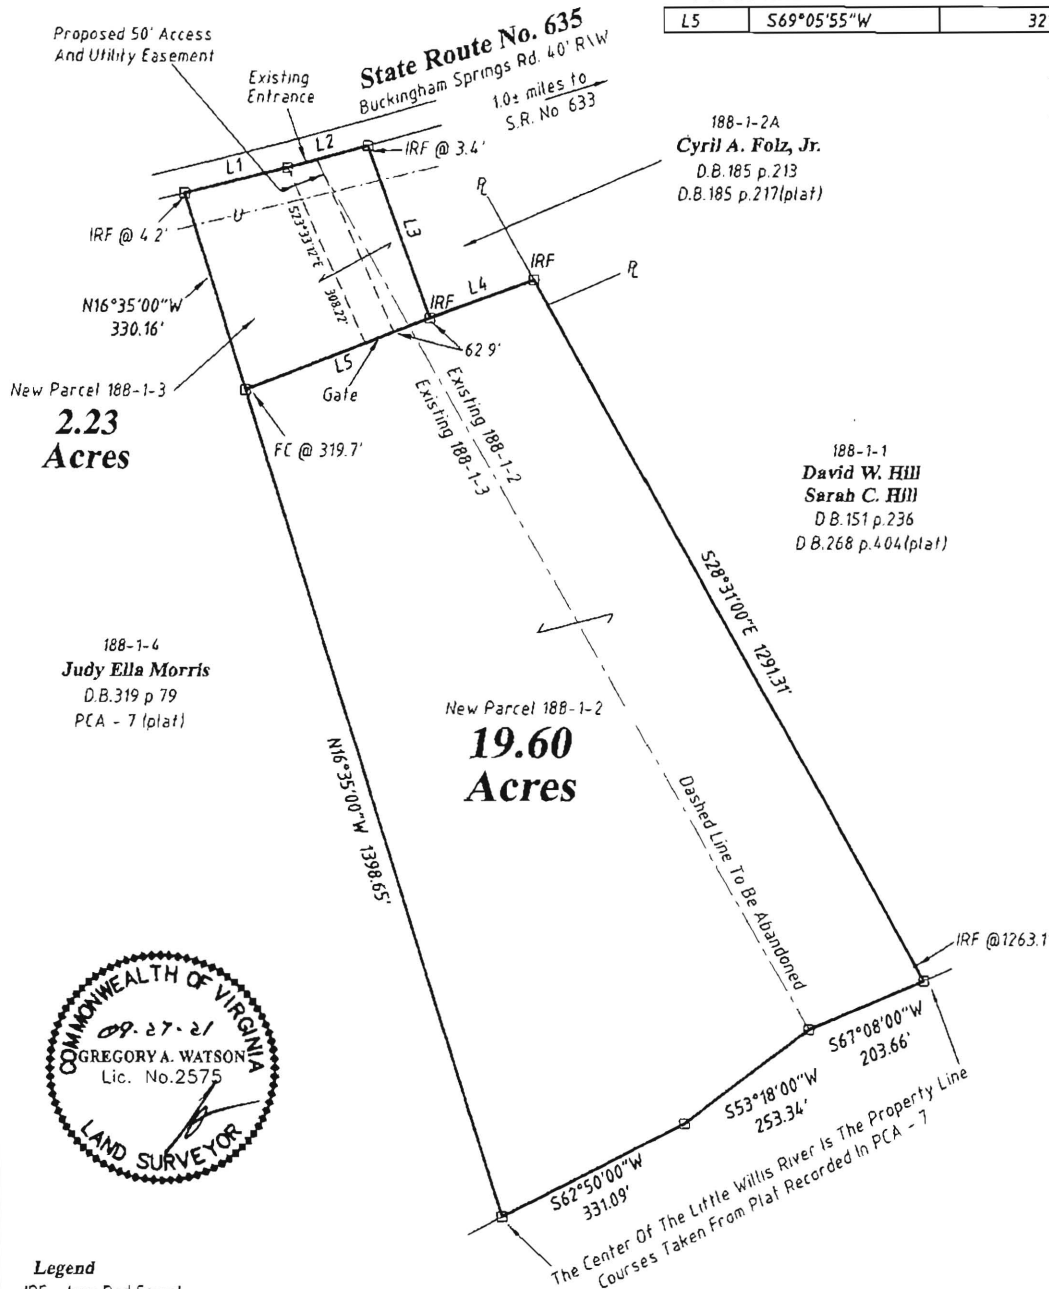 L5 S69°05'55"W 32
Proposed 50' Access
And Utility Easement
Existing
Entrance
State Route No. 635
Buckingham Springs Rd. 40' R\W
1.0± miles to
S.R. No 633
188-1-2A
Cyril A. Folz, Jr.
D.B.185 p.213
D.B.185 p.217(plat)
L1
L2
IRF @ 3.4'
IRF @ 4.2'
U
S23°33'12"E
308.22'
L3
L4
IRF
IRF
N16°35'00"W
330.16'
New Parcel 188-1-3
2.23
Acres
L5
Gate
62.9'
FC @ 319.7'
Existing 188-1-2
Existing 188-1-3
188-1-1
David W. Hill
Sarah C. Hill
D B.151 p.236
D B.268 p.404(plat)
S28°31'00"E 1291.31'
188-1-4
Judy Ella Morris
D.B.319 p 79
PCA - 7 (plat)
New Parcel 188-1-2
19.60
Acres
N16°35'00"W 1398.65'
Dashed Line To Be Abandoned
IRF @1263.1
S67°08'00"W
203.66'
S53°18'00"W
253.34'
S62°50'00"W
331.09'
The Center Of The Little Willis River Is The Property Line
Courses Taken From Plat Recorded In PCA - 7
COMMONWEALTH OF VIRGINIA
09-27-21
GREGORY A. WATSON
Lic. No.2575
LAND SURVEYOR
Legend